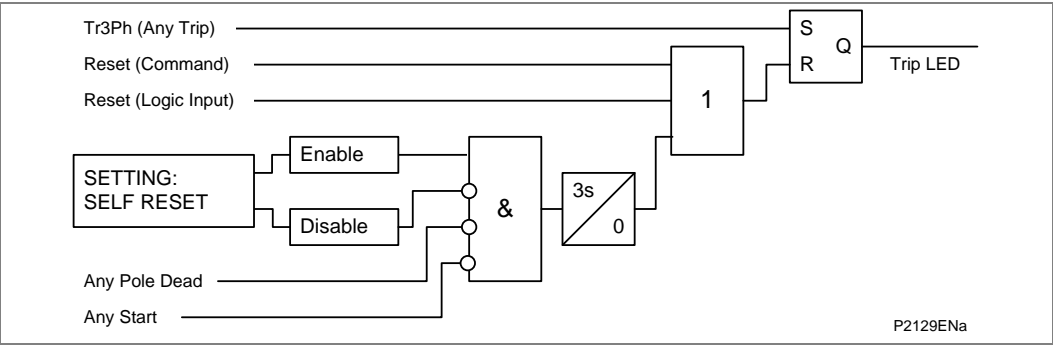 Tr3Ph (Any Trip)
S
Q
Reset (Command)
R
Trip LED
Reset (Logic Input)
1
Enable
SETTING:
SELF RESET
&
3s
0
Disable
Any Pole Dead
Any Start
P2129ENa